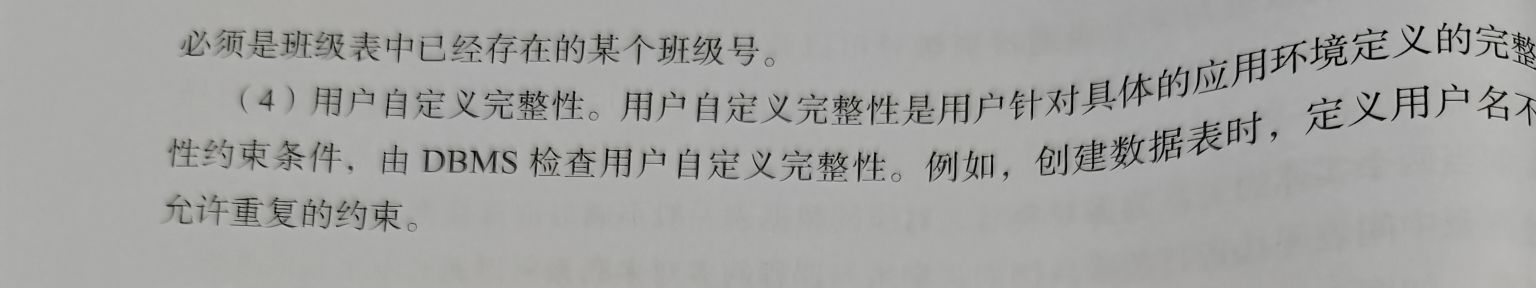 必须是班级表中已经存在的某个班级号。
（4）用户自定义完整性。用户自定义完整性是用户针对具体的应用环境定义的完整
性约束条件，由 DBMS 检查用户自定义完整性。例如，创建数据表时，定义用户名不
允许重复的约束。